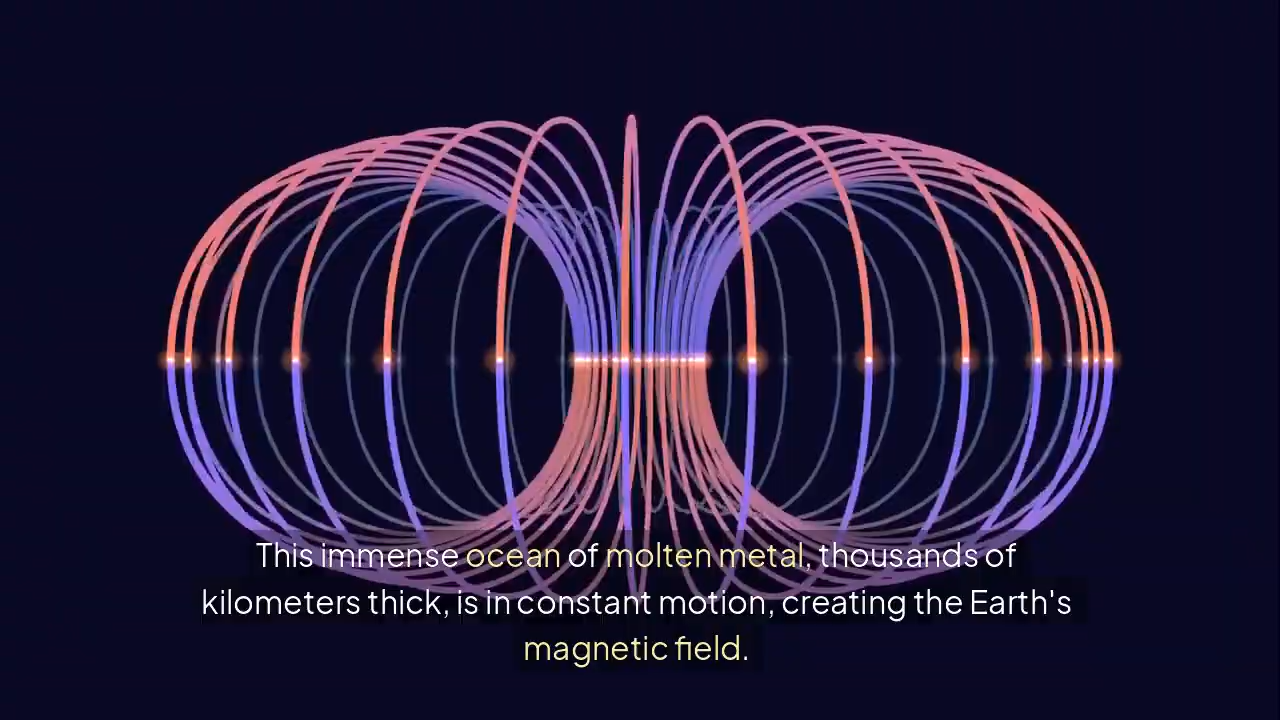 This immense ocean of molten metal, thousands of
kilometers thick, is in constant motion, creating the Earth's
magnetic field.